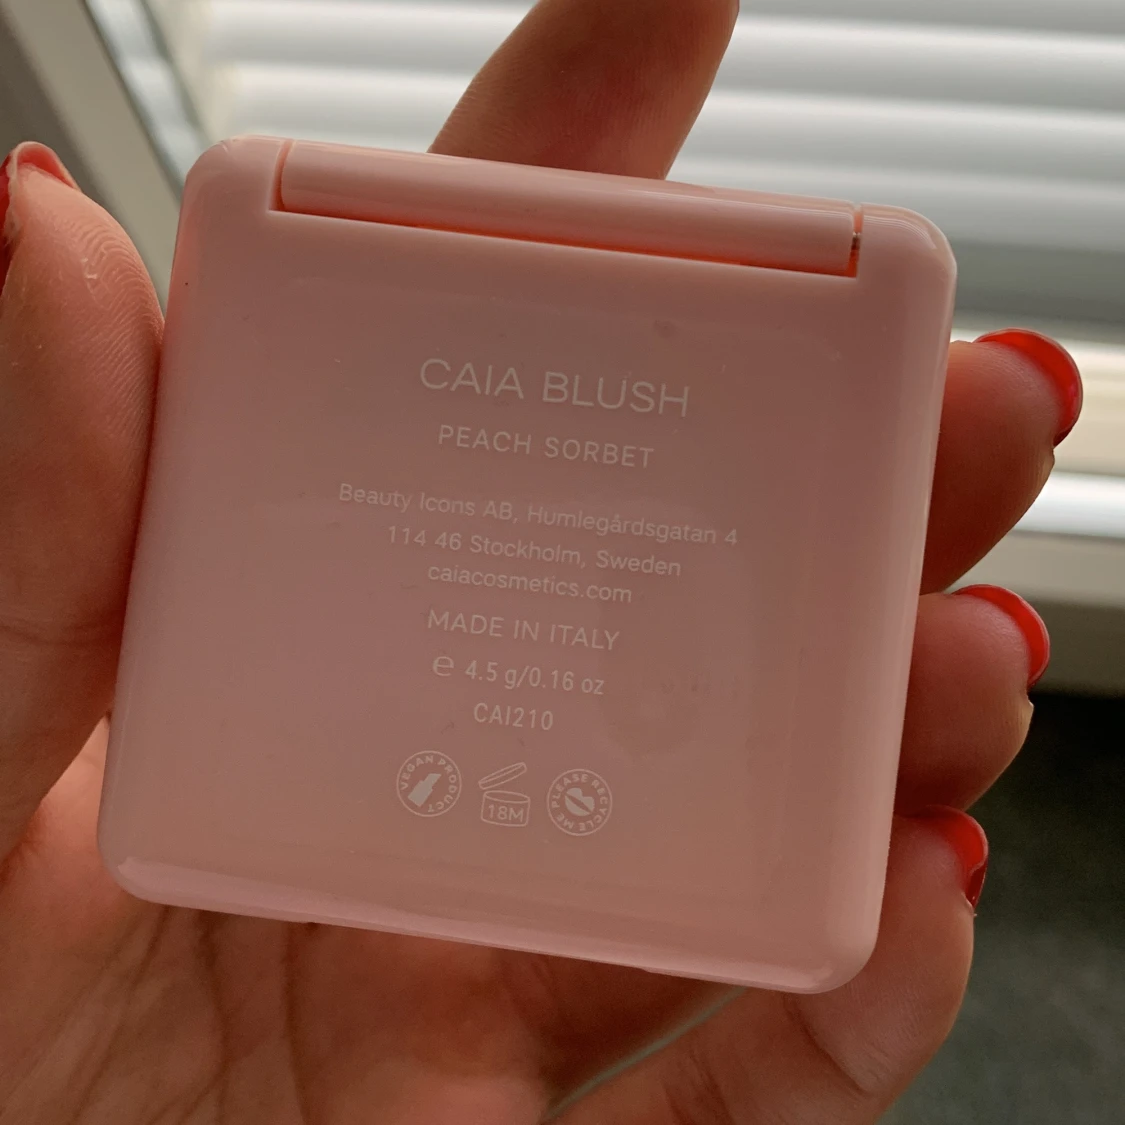 CAIA BLUSH
PEACH SORBET
Beauty Icons AB, Humlegårdsgatan 4
114 46 Stockholm, Sweden
caiacosmetics.com
MADE IN ITALY
℮ 4.5 g/0.16 oz
CAI210
VEGAN PRODUCT
18M
PLEASE RECYCLE ME